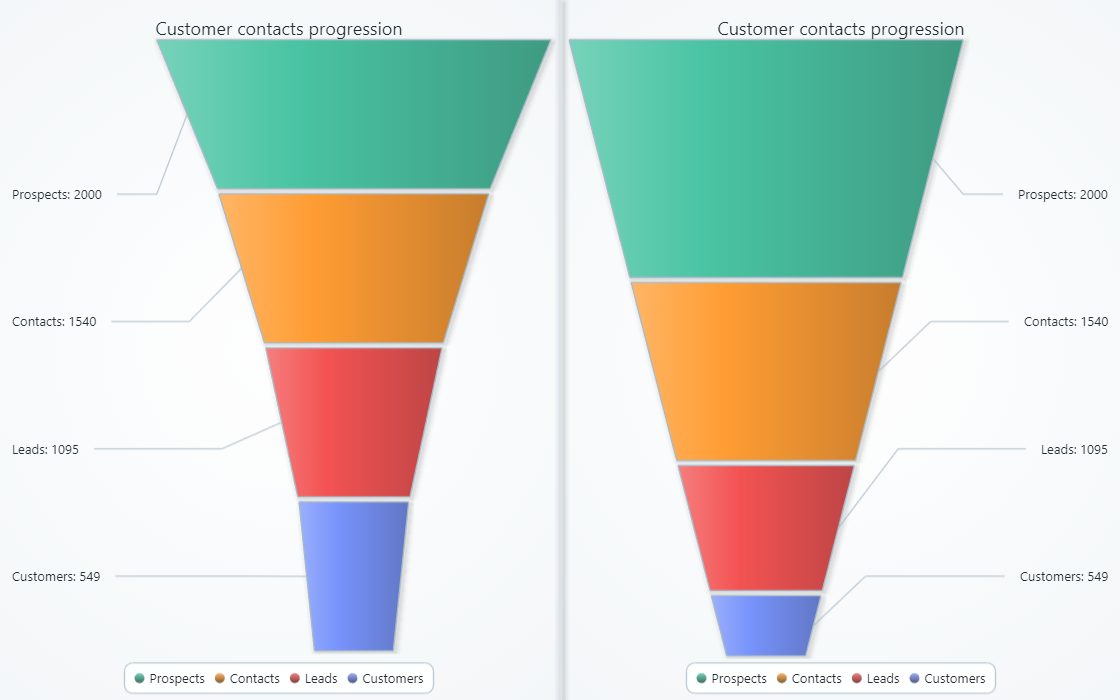 Customer contacts progression
Prospects: 2000
Contacts: 1540
Leads: 1095
Customers: 549
Prospects Contacts Leads Customers
Customer contacts progression
Prospects: 2000
Contacts: 1540
Leads: 1095
Customers: 549
Prospects Contacts Leads Customers